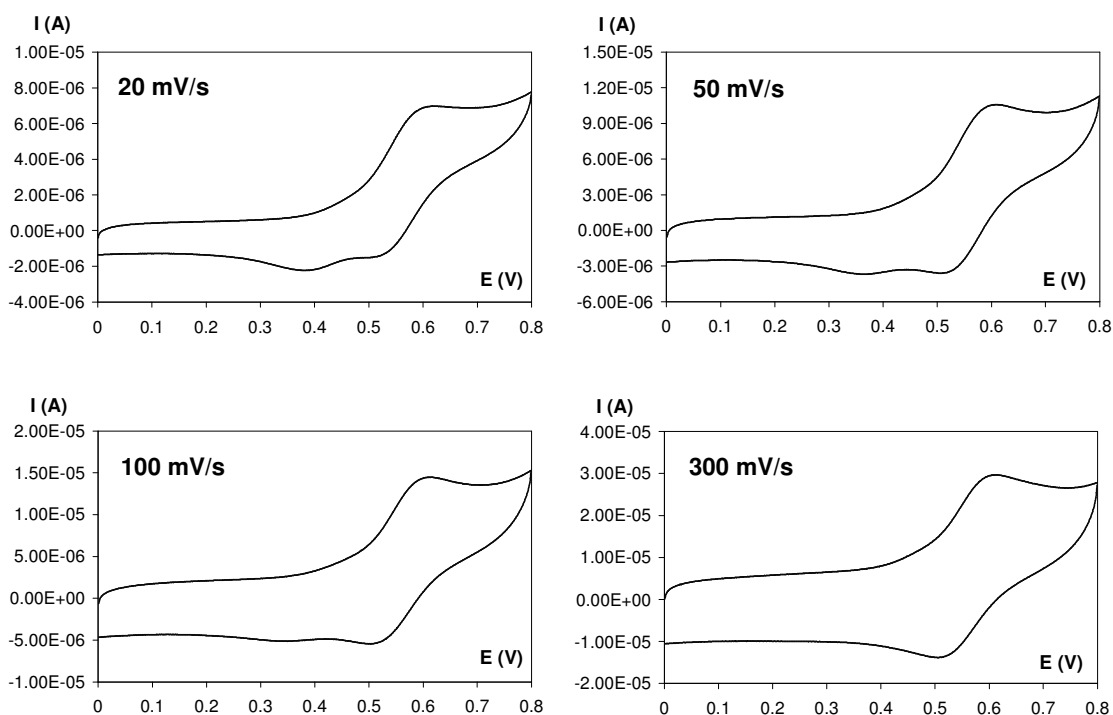 I (A)
20 mV/s
1.00E-05
8.00E-06
6.00E-06
4.00E-06
2.00E-06
0.00E+00
-2.00E-06
-4.00E-06
E (V)
0 0.1 0.2 0.3 0.4 0.5 0.6 0.7 0.8
I (A)
50 mV/s
1.50E-05
1.20E-05
9.00E-06
6.00E-06
3.00E-06
0.00E+00
-3.00E-06
-6.00E-06
E (V)
0 0.1 0.2 0.3 0.4 0.5 0.6 0.7 0.8
I (A)
100 mV/s
2.00E-05
1.50E-05
1.00E-05
5.00E-06
0.00E+00
-5.00E-06
-1.00E-05
E (V)
0 0.1 0.2 0.3 0.4 0.5 0.6 0.7 0.8
I (A)
300 mV/s
4.00E-05
3.00E-05
2.00E-05
1.00E-05
0.00E+00
-1.00E-05
-2.00E-05
E (V)
0 0.1 0.2 0.3 0.4 0.5 0.6 0.7 0.8